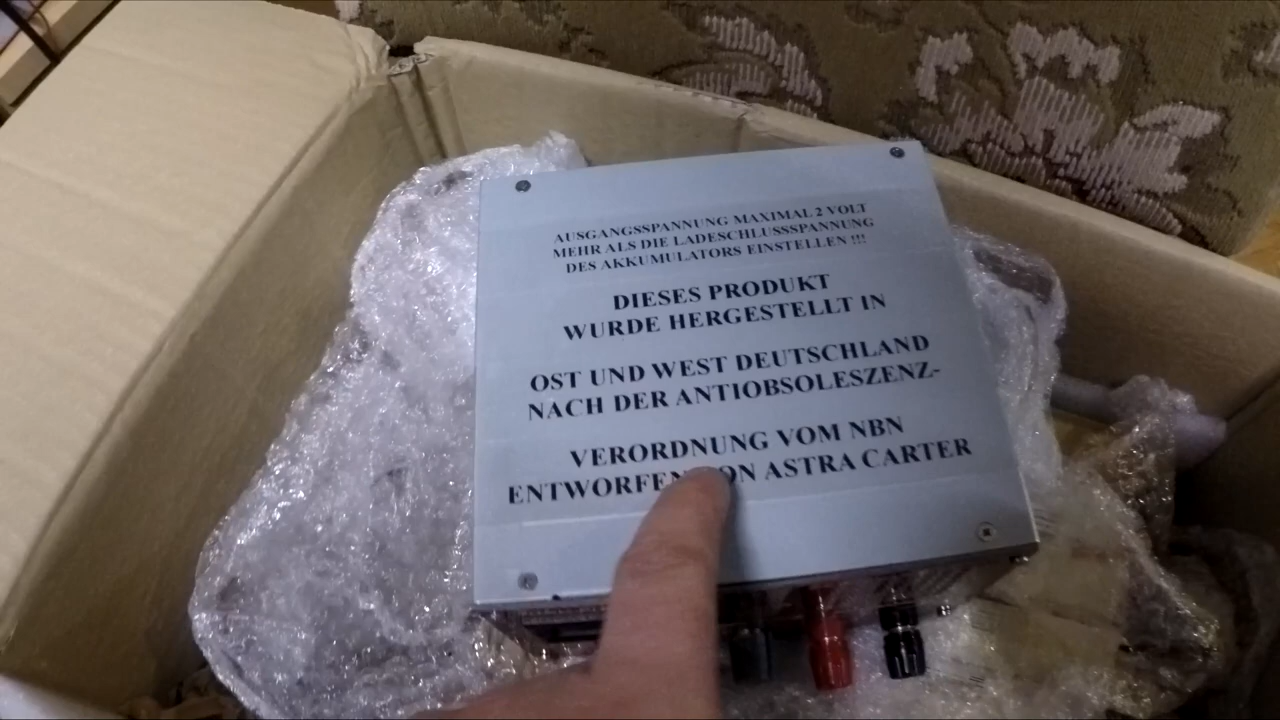 AUSGANGSSPANNUNG MAXIMAL 2 VOLT
MEHR ALS DIE LADESCHLUSSSPANNUNG
DES AKKUMULATORS EINSTELLEN !!!
DIESES PRODUKT
WURDE HERGESTELLT IN
OST UND WEST DEUTSCHLAND
NACH DER ANTIOBSOLESZENZ-
VERORDNUNG VOM NBN
ENTWORFEN VON ASTRA CARTER